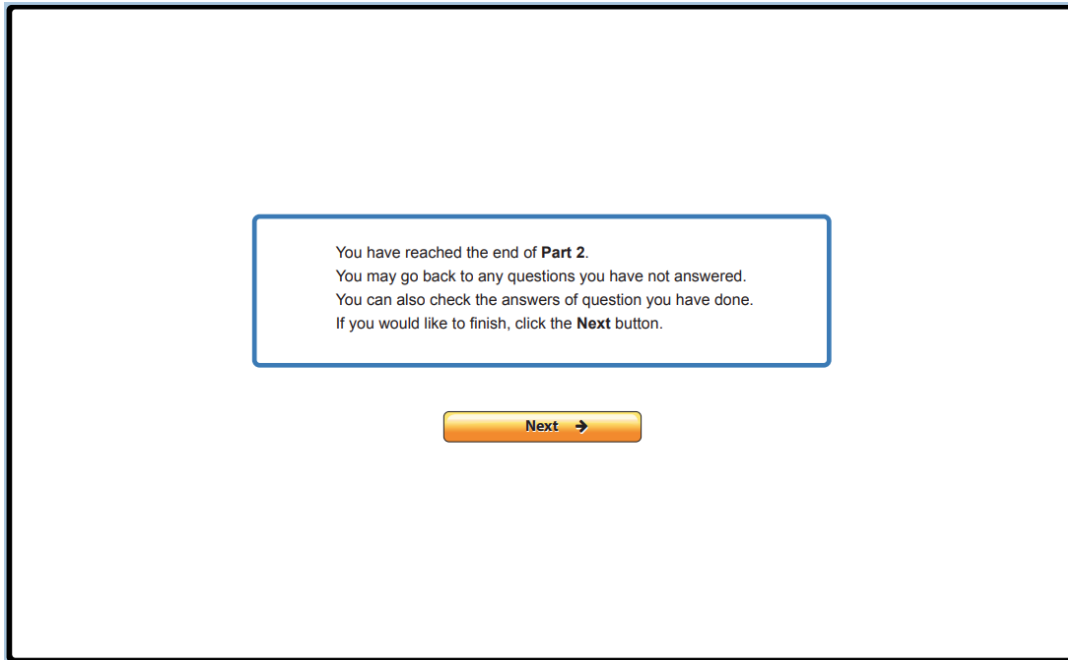 You have reached the end of Part 2.
You may go back to any questions you have not answered.
You can also check the answers of question you have done.
If you would like to finish, click the Next button.
Next